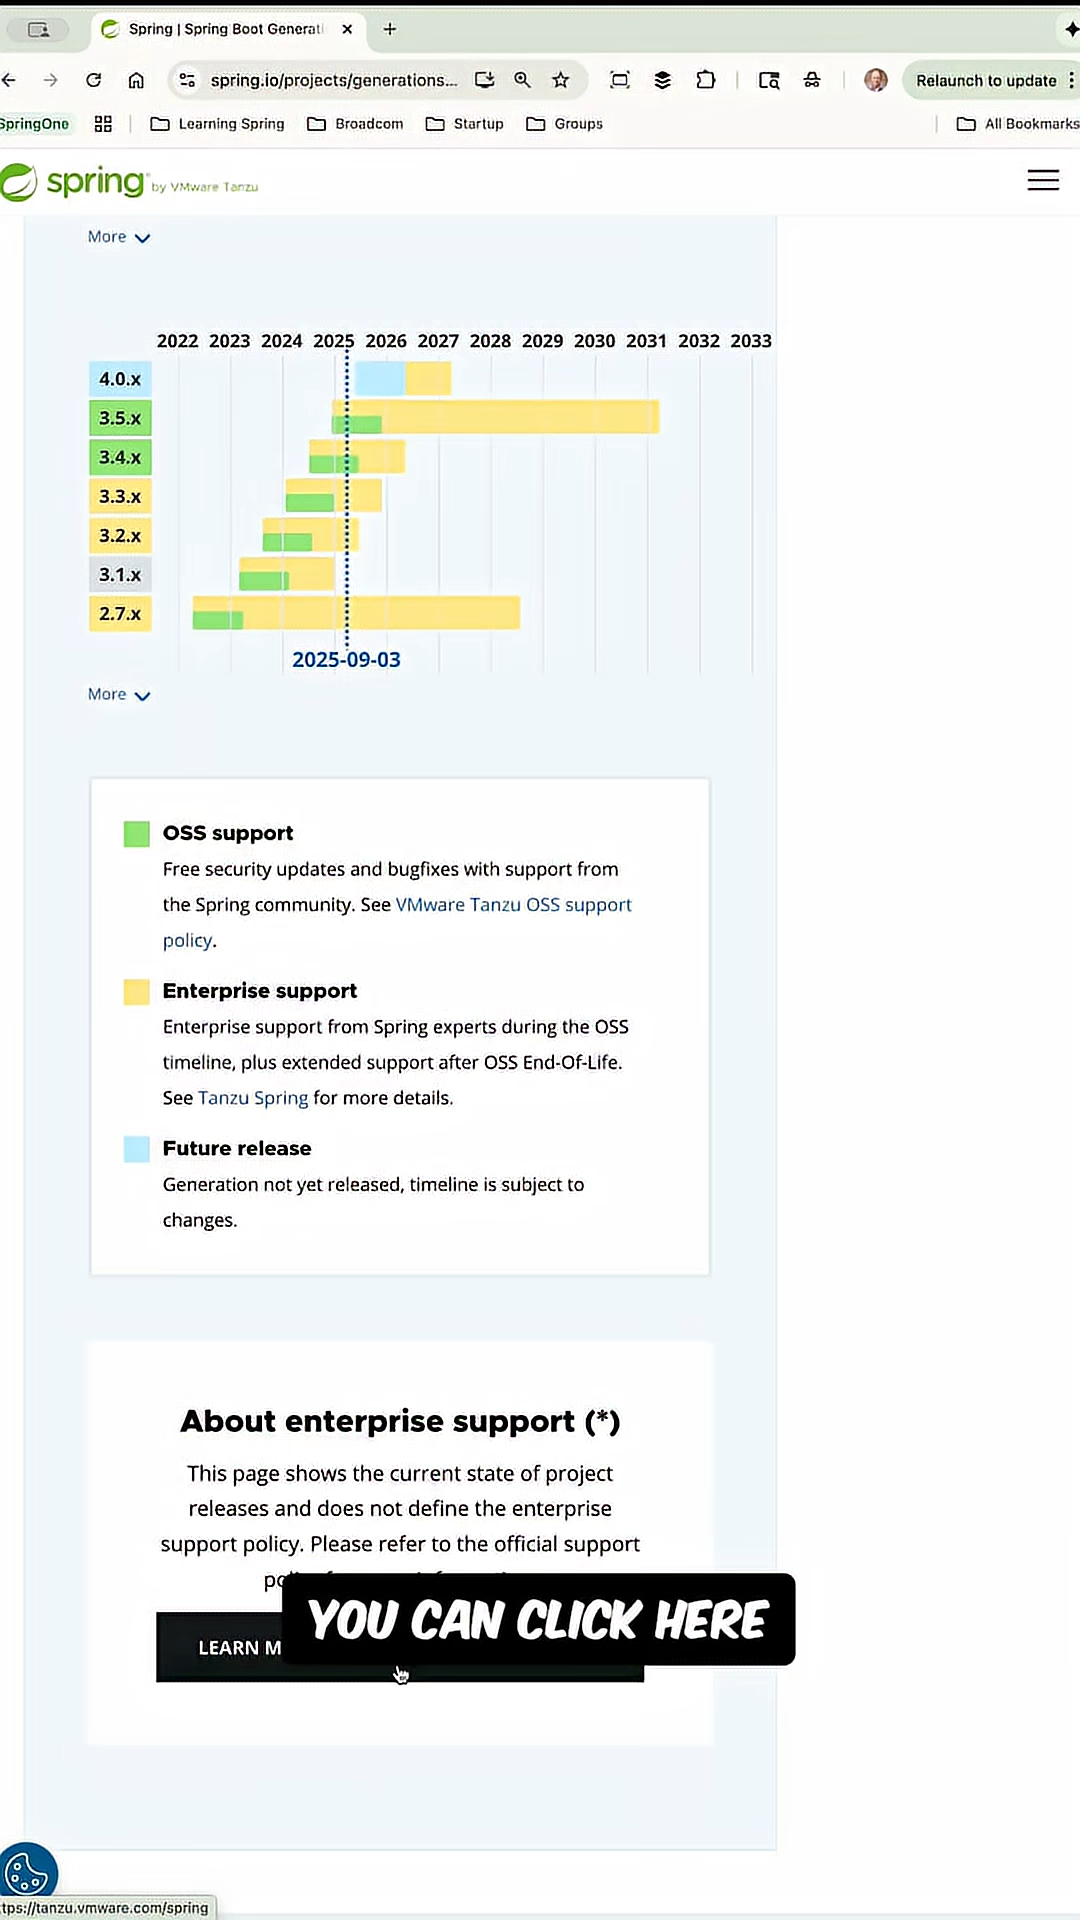 Spring | Spring Boot Generati
spring.io/projects/generations...
Relaunch to update
SpringOne
Learning Spring
Broadcom
Startup
Groups
All Bookmarks
spring by VMware Tanzu
More
2022 2023 2024 2025 2026 2027 2028 2029 2030 2031 2032 2033
4.0.x
3.5.x
3.4.x
3.3.x
3.2.x
3.1.x
2.7.x
2025-09-03
More
OSS support
Free security updates and bugfixes with support from
the Spring community. See VMware Tanzu OSS support
policy.
Enterprise support
Enterprise support from Spring experts during the OSS
timeline, plus extended support after OSS End-Of-Life.
See Tanzu Spring for more details.
Future release
Generation not yet released, timeline is subject to
changes.
About enterprise support (*)
This page shows the current state of project
releases and does not define the enterprise
support policy. Please refer to the official support
YOU CAN CLICK HERE
LEARN M
tps://tanzu.vmware.com/spring